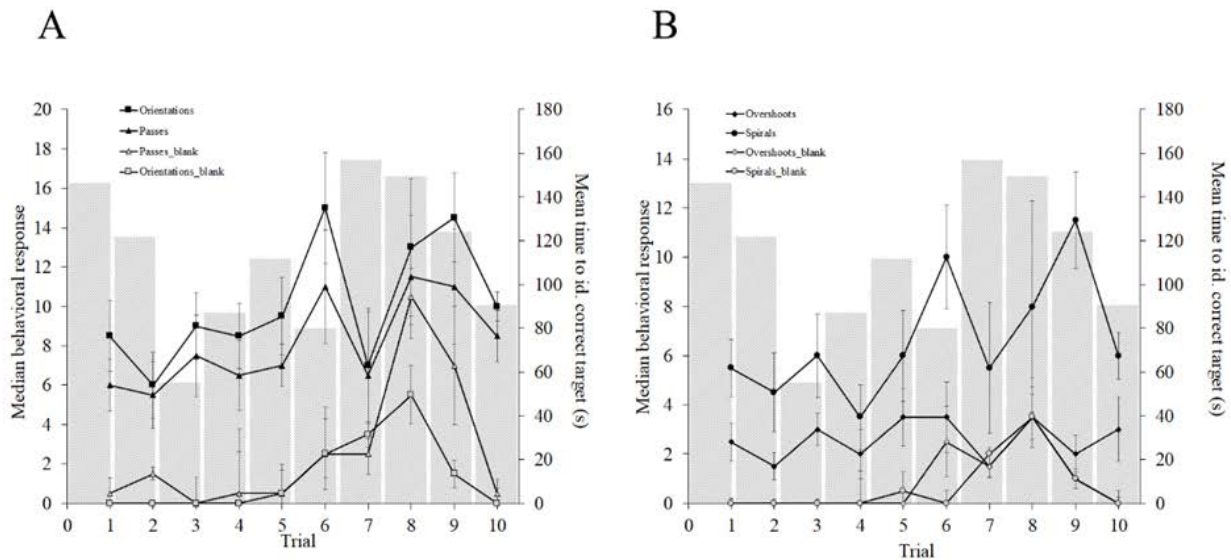 A
B
Orientations
Passes
Passes_blank
Orientations_blank
Median behavioral response
20
18
16
14
12
10
8
6
4
2
0
180
160
140
120
100
80
60
40
20
0
Mean time to id. correct target (s)
0 1 2 3 4 5 6 7 8 9 10
Trial
Overshoots
Spirals
Overshoots_blank
Spirals_blank
Median behavioral response
16
14
12
10
8
6
4
2
0
180
160
140
120
100
80
60
40
20
0
Mean time to id. correct target (s)
0 1 2 3 4 5 6 7 8 9 10
Trial